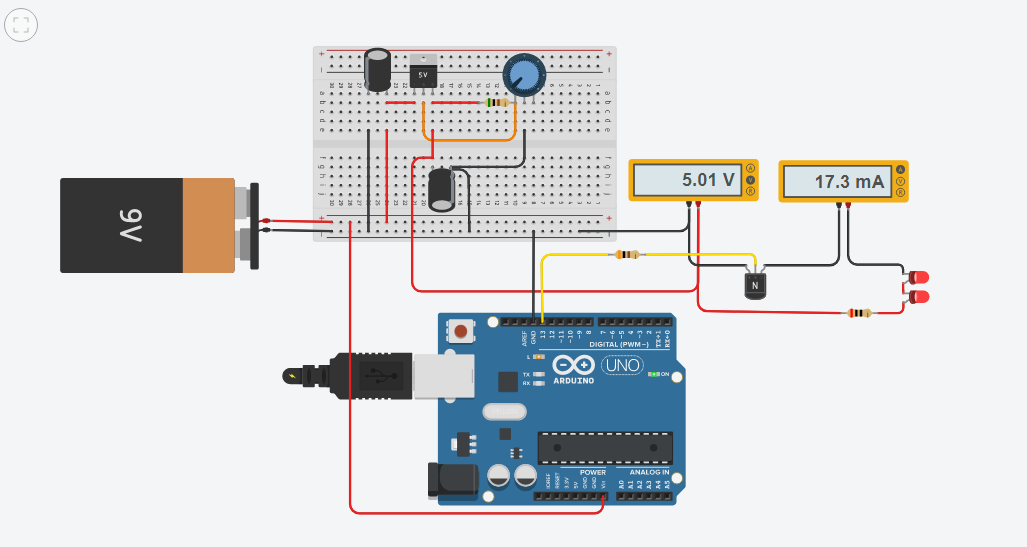 5V
9V
5.01 V
A
V
R
17.3 mA
A
V
R
N
AREF
GND
13
12
~11
~10
~9
8
7
~6
~5
4
~3
2
TX→1
RX←0
DIGITAL (PWM~)
L
TX
RX
ARDUINO
UNO
ON
POWER
ANALOG IN
IOREF
RESET
3.3V
5V
GND
GND
Vin
A0
A1
A2
A3
A4
A5